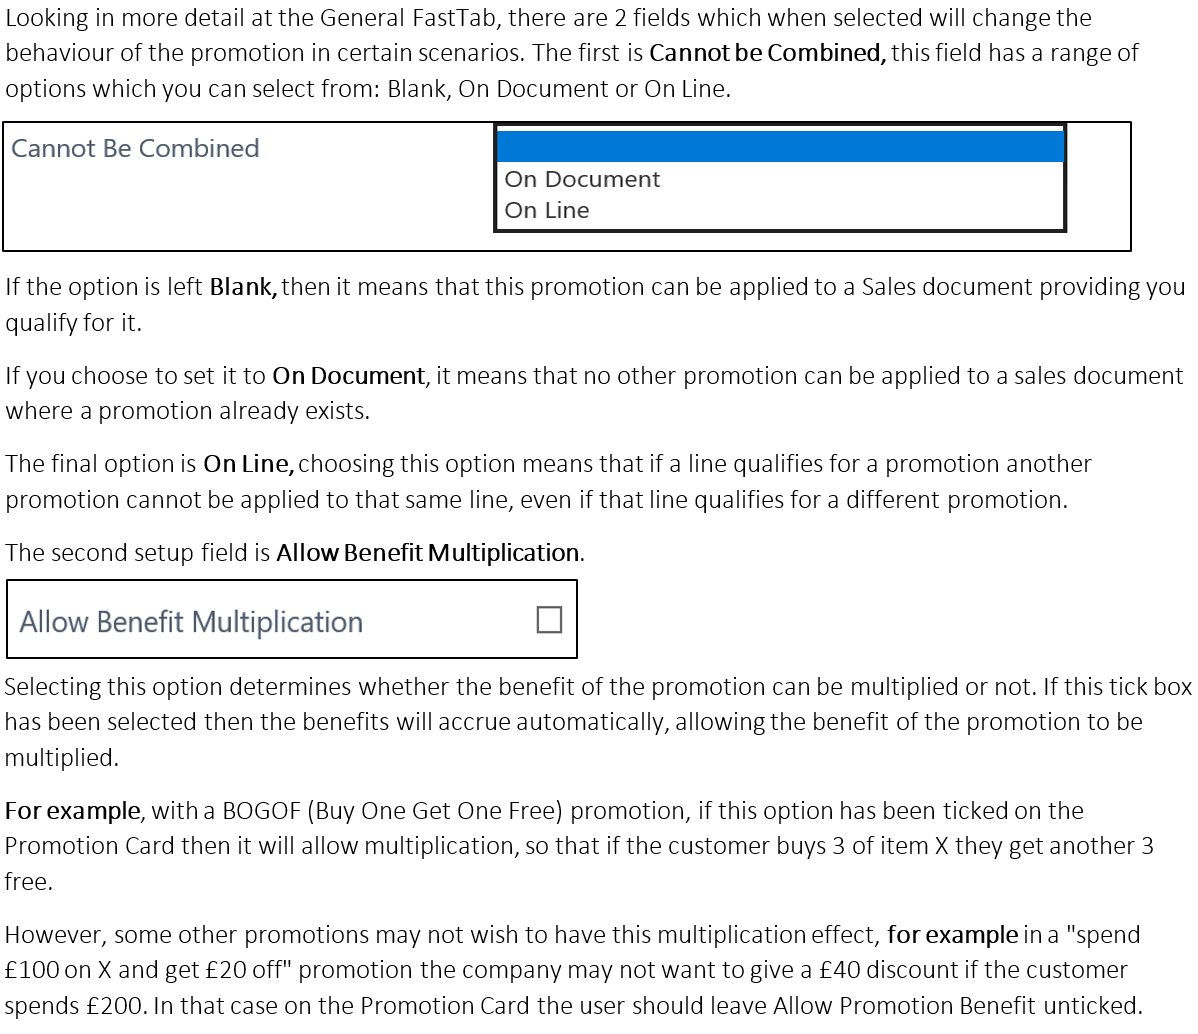 Looking in more detail at the General FastTab, there are 2 fields which when selected will change the
behaviour of the promotion in certain scenarios. The first is Cannot be Combined, this field has a range of
options which you can select from: Blank, On Document or On Line.
Cannot Be Combined
On Document
On Line
If the option is left Blank, then it means that this promotion can be applied to a Sales document providing you
qualify for it.
If you choose to set it to On Document, it means that no other promotion can be applied to a sales document
where a promotion already exists.
The final option is On Line, choosing this option means that if a line qualifies for a promotion another
promotion cannot be applied to that same line, even if that line qualifies for a different promotion.
The second setup field is Allow Benefit Multiplication.
Allow Benefit Multiplication
Selecting this option determines whether the benefit of the promotion can be multiplied or not. If this tick box
has been selected then the benefits will accrue automatically, allowing the benefit of the promotion to be
multiplied.
For example, with a BOGOF (Buy One Get One Free) promotion, if this option has been ticked on the
Promotion Card then it will allow multiplication, so that if the customer buys 3 of item X they get another 3
free.
However, some other promotions may not wish to have this multiplication effect, for example in a "spend
£100 on X and get £20 off" promotion the company may not want to give a £40 discount if the customer
spends £200. In that case on the Promotion Card the user should leave Allow Promotion Benefit unticked.